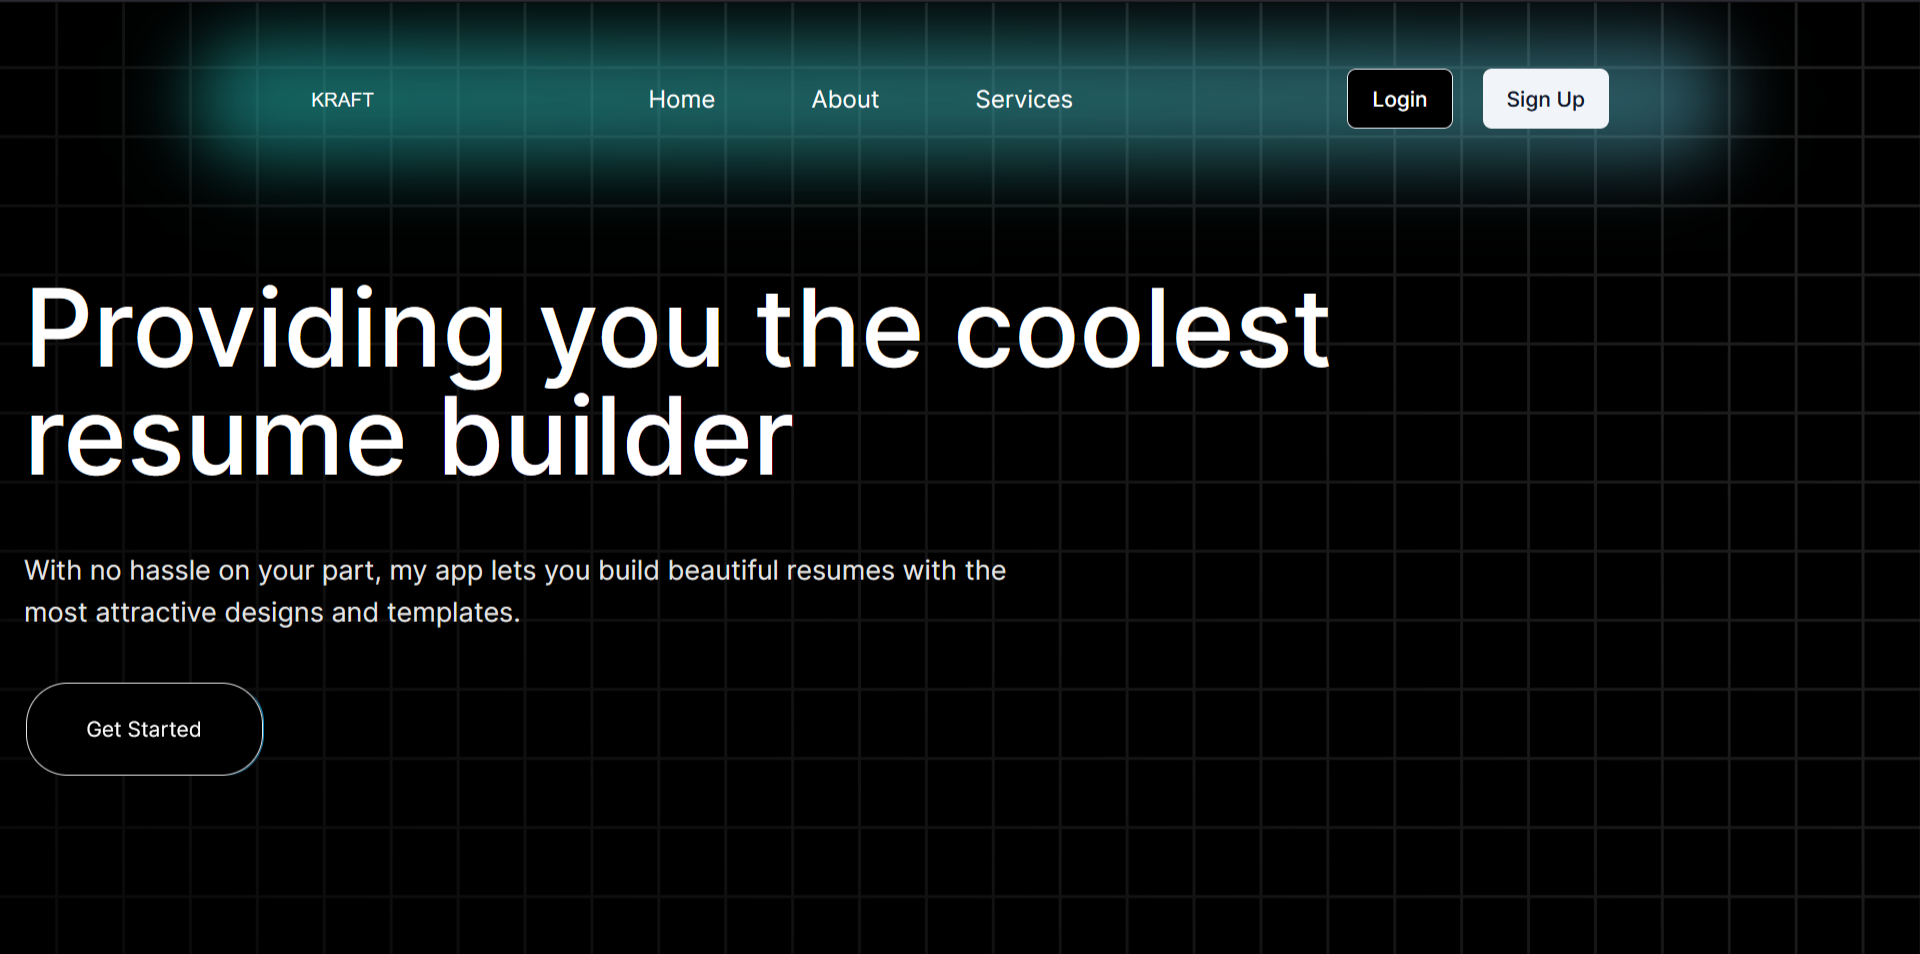 KRAFT
Home
About
Services
Login
Sign Up
Providing you the coolest
resume builder
With no hassle on your part, my app lets you build beautiful resumes with the
most attractive designs and templates.
Get Started